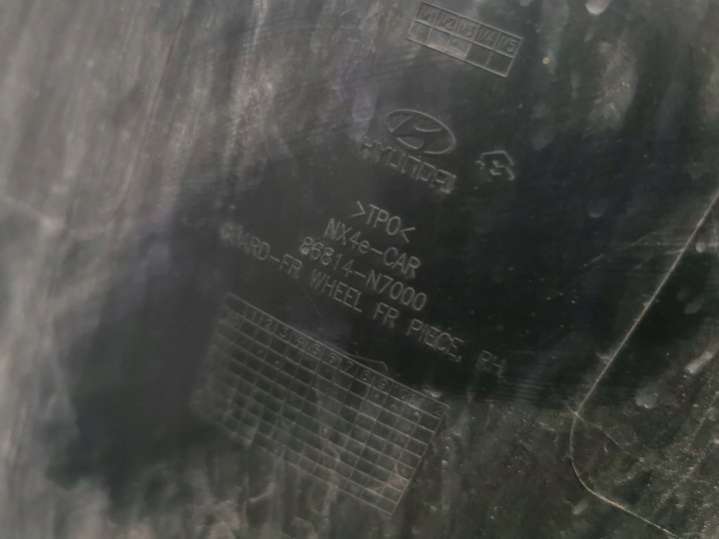 HYUNDAI
>TPO<
NX4e-CAR
86814-N7000
GUARD-FR WHEEL FR PIECE, RH